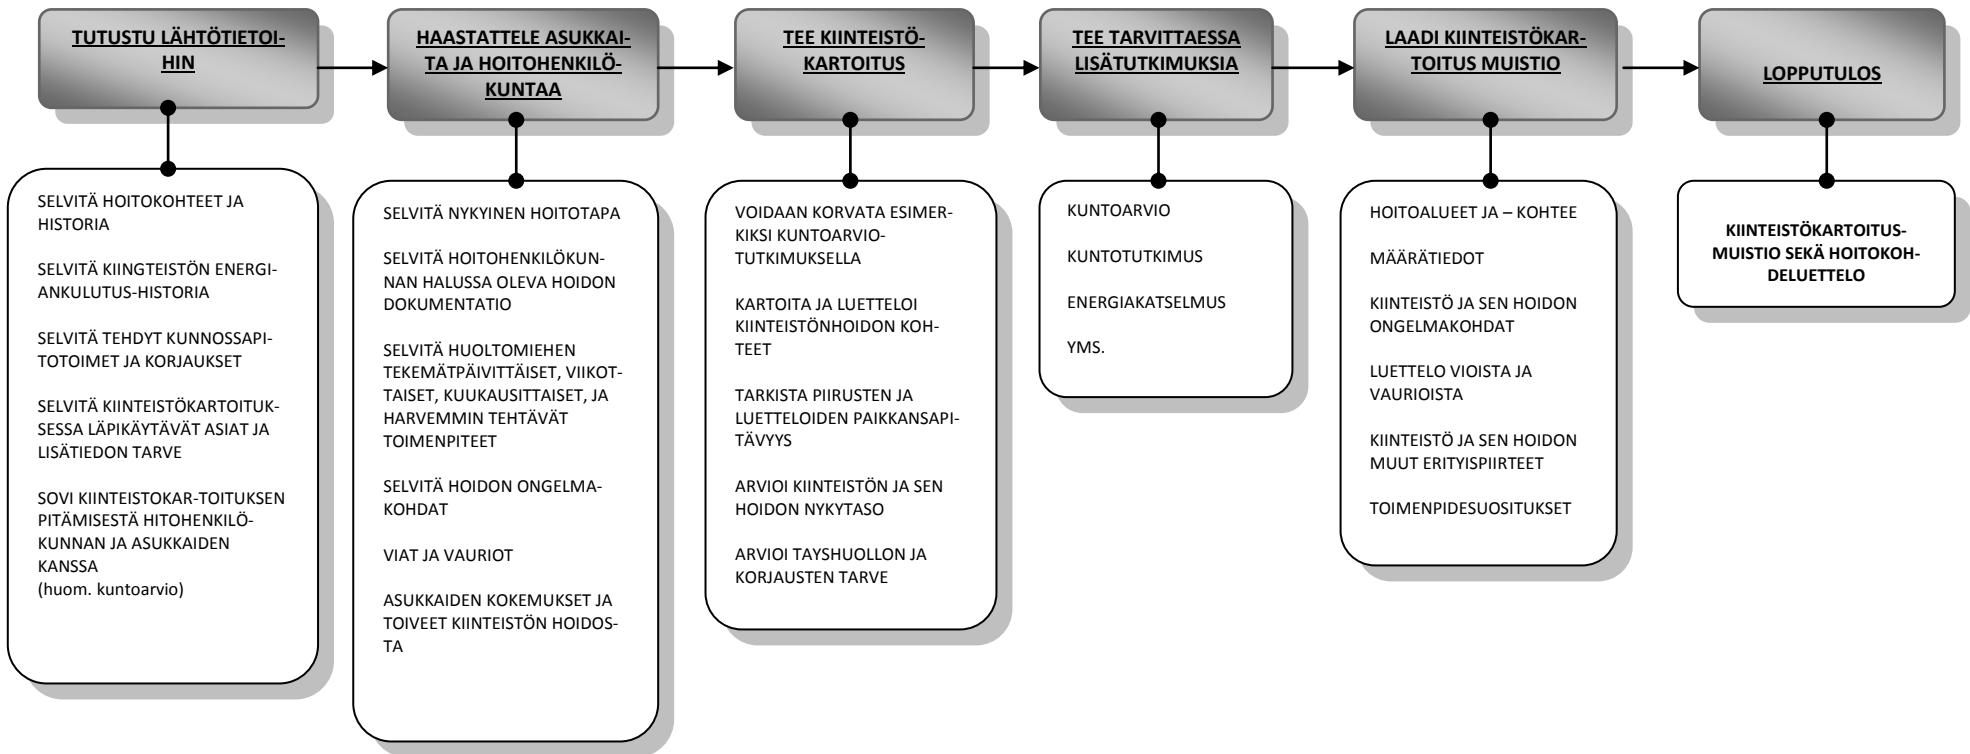 TUTUSTU LÄHTÖTIETOI-
HIN
HAASTATTELE ASUKKAI-
TA JA HOITOHENKILÖ-
KUNTAA
TEE KIINTEISTÖ-
KARTOITUS
TEE TARVITTAESSA
LISÄTUTKIMUKSIA
LAADI KIINTEISTÖKAR-
TOITUS MUISTIO
LOPPUTULOS
SELVITÄ HOITOKOHTEET JA
HISTORIA
SELVITÄ KIINGTEISTÖN ENERGI-
ANKULUTUS-HISTORIA
SELVITÄ TEHDYT KUNNOSSAPI-
TOTOIMET JA KORJAUKSET
SELVITÄ KIINTEISTÖKARTOITUK-
SESSA LÄPIKÄYTÄVÄT ASIAT JA
LISÄTIEDON TARVE
SOVI KIINTEISTOKAR-TOITUKSEN
PITÄMISESTÄ HITOHENKILÖ-
KUNNAN JA ASUKKAIDEN
KANSSA
(huom. kuntoarvio)
SELVITÄ NYKYINEN HOITOTAPA
SELVITÄ HOITOHENKILÖKUN-
NAN HALUSSA OLEVA HOIDON
DOKUMENTATIO
SELVITÄ HUOLTOMIEHEN
TEKEMÄTPÄIVITTÄISET, VIIKOT-
TAISET, KUUKAUSITTAISET, JA
HARVEMMIN TEHTÄVÄT
TOIMENPITEET
SELVITÄ HOIDON ONGELMA-
KOHDAT
VIAT JA VAURIOT
ASUKKAIDEN KOKEMUKSET JA
TOIVEET KIINTEISTÖN HOIDOS-
TA
VOIDAAN KORVATA ESIMER-
KIKSI KUNTOARVIO-
TUTKIMUKSELLA
KARTOITA JA LUETTELOI
KIINTEISTÖNHOIDON KOH-
TEET
TARKISTA PIIRUSTEN JA
LUETTELOIDEN PAIKKANSAPI-
TÄVYYS
ARVIOI KIINTEISTÖN JA SEN
HOIDON NYKYTASO
ARVIOI TAYSHUOLLON JA
KORJAUSTEN TARVE
KUNTOARVIO
KUNTOTUTKIMUS
ENERGIAKATSELMUS
YMS.
HOITOALUEET JA – KOHTEE
MÄÄRÄTIEDOT
KIINTEISTÖ JA SEN HOIDON
ONGELMAKOHDAT
LUETTELO VIOISTA JA
VAURIOISTA
KIINTEISTÖ JA SEN HOIDON
MUUT ERITYISPIIRTEET
TOIMENPIDESUOSITUKSET
KIINTEISTÖKARTOITUS-
MUISTIO SEKÄ HOITOKOH-
DELUETTELO